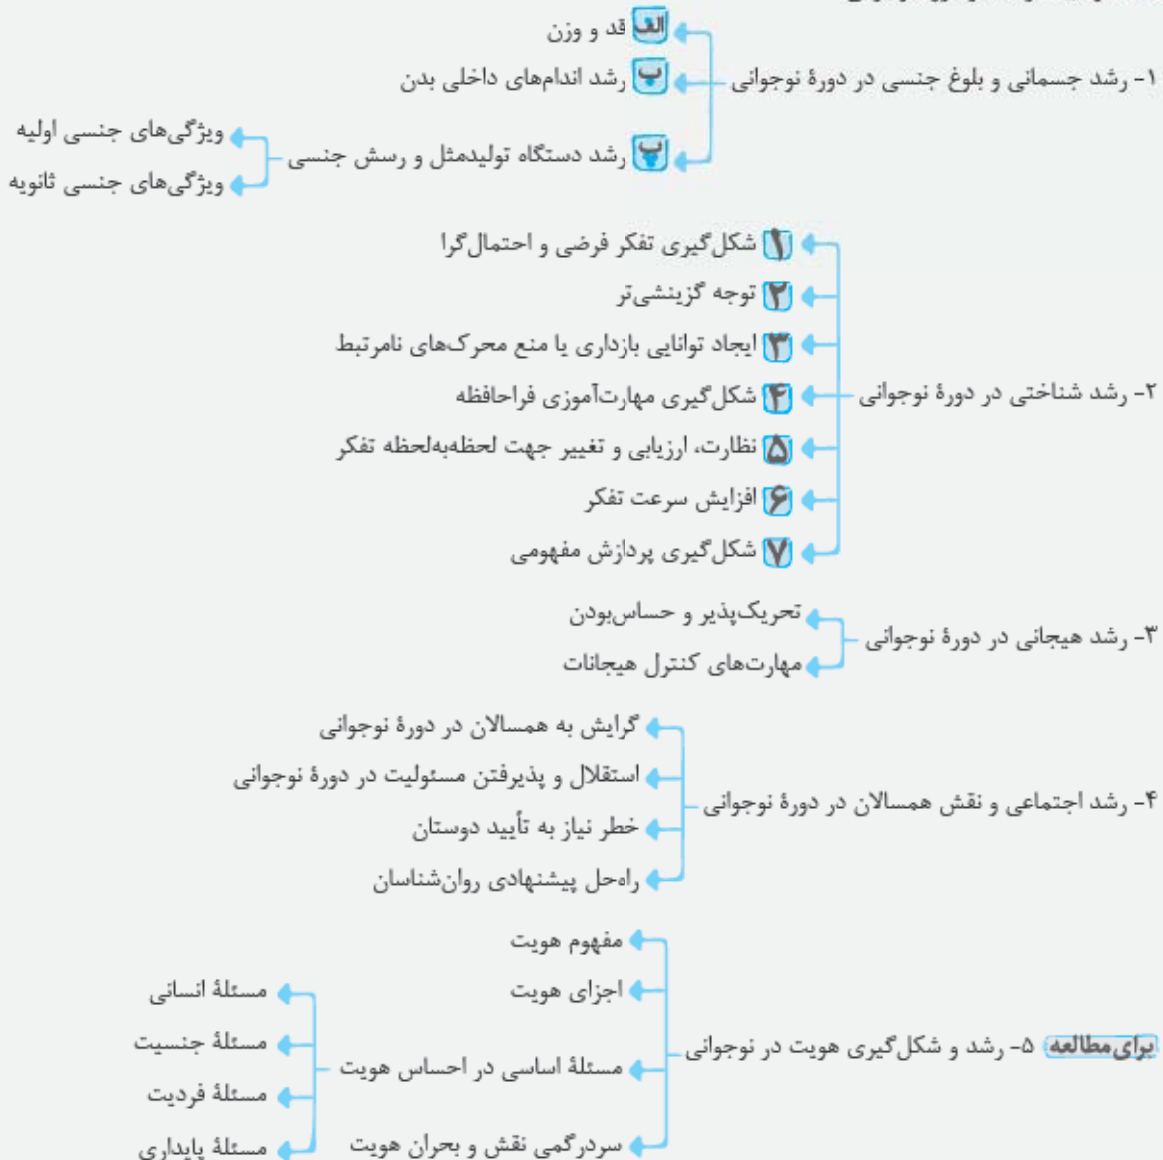 الف قد و وزن
۱- رشد جسمانی و بلوغ جنسی در دورهٔ نوجوانی
ب رشد اندام‌های داخلی بدن
پ رشد دستگاه تولیدمثل و رسش جنسی
ویژگی‌های جنسی اولیه
ویژگی‌های جنسی ثانویه
۲- رشد شناختی در دورهٔ نوجوانی
۱ شکل‌گیری تفکر فرضی و احتمال‌گرا
۲ توجه گزینشی‌تر
۳ ایجاد توانایی بازداری یا منع محرک‌های نامرتبط
۴ شکل‌گیری مهارت‌آموزی فراحافظه
۵ نظارت، ارزیابی و تغییر جهت لحظه‌به‌لحظه تفکر
۶ افزایش سرعت تفکر
۷ شکل‌گیری پردازش مفهومی
۳- رشد هیجانی در دورهٔ نوجوانی
تحریک‌پذیر و حساس‌بودن
مهارت‌های کنترل هیجانات
۴- رشد اجتماعی و نقش همسالان در دورهٔ نوجوانی
گرایش به همسالان در دورهٔ نوجوانی
استقلال و پذیرفتن مسئولیت در دورهٔ نوجوانی
خطر نیاز به تأیید دوستان
راه‌حل پیشنهادی روان‌شناسان
برای مطالعه ۵- رشد و شکل‌گیری هویت در نوجوانی
مفهوم هویت
اجزای هویت
مسئلهٔ اساسی در احساس هویت
مسئلهٔ انسانی
مسئلهٔ جنسیت
مسئلهٔ فردیت
مسئلهٔ پایداری
سردرگمی نقش و بحران هویت